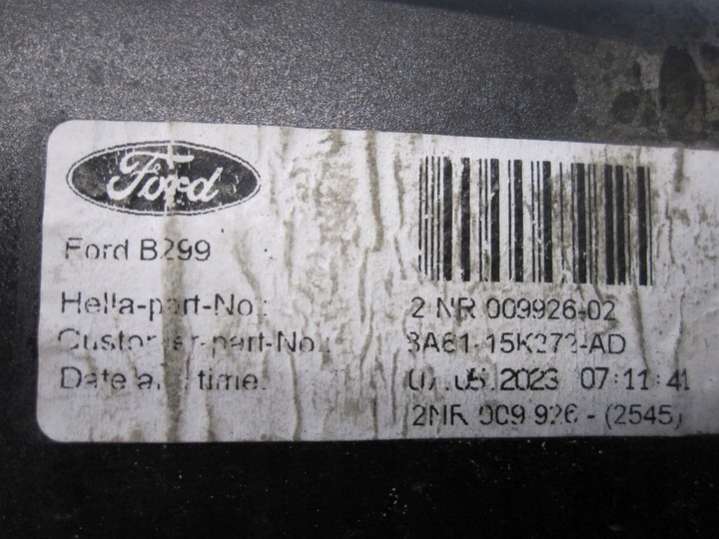 Ford
Ford B299
Hella-part-No.: 2 NR 009926-02
Customer-part-No.: 8A61-15K272-AD
Date and time: .05.2023 07:11:41
2NR 009 926 - (2545)